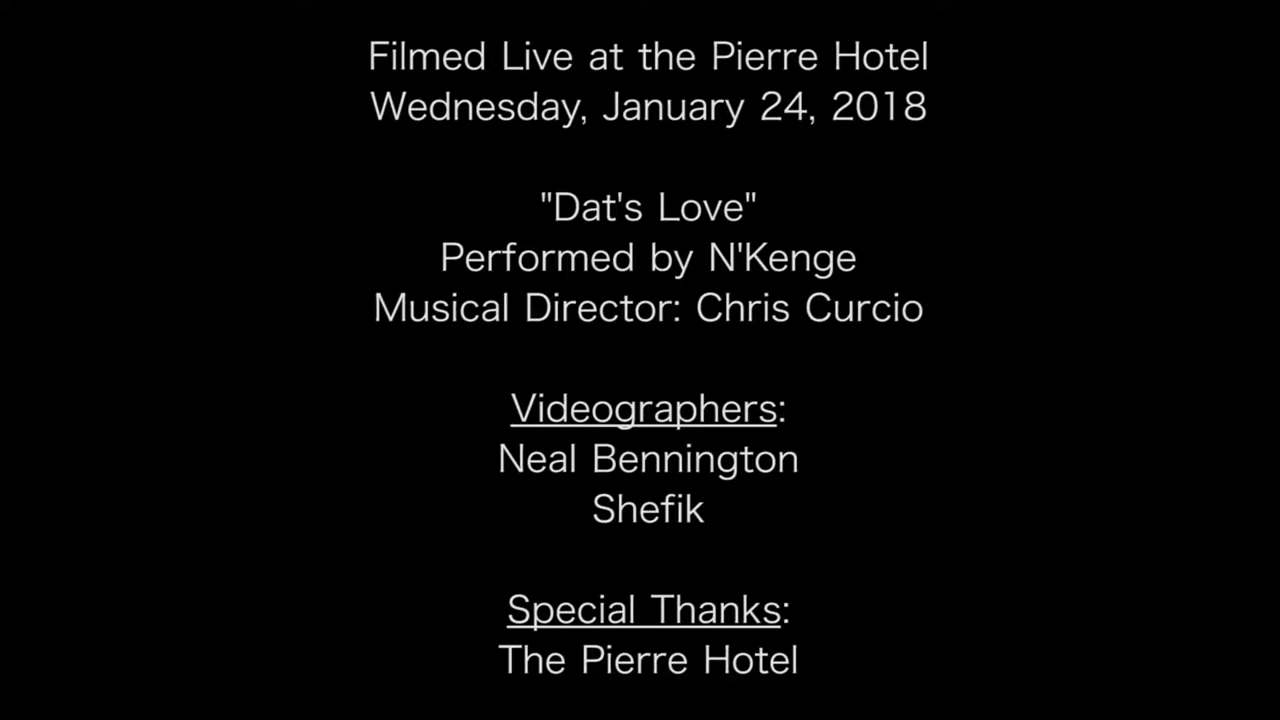 Filmed Live at the Pierre Hotel
Wednesday, January 24, 2018
"Dat's Love"
Performed by N'Kenge
Musical Director: Chris Curcio
Videographers:
Neal Bennington
Shefik
Special Thanks:
The Pierre Hotel